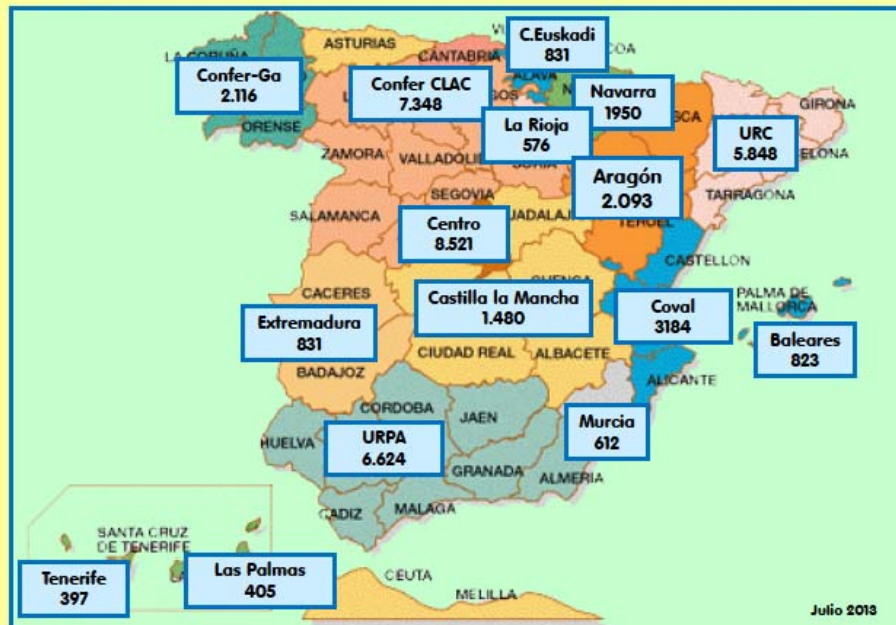 ASTURIAS
CANTABRIA
C.Euskadi
831
LA CORUÑA
ALAVA
Confer-Ga
2.116
Confer CLAC
7.348
Navarra
1950
GIRONA
La Rioja
576
URC
5.848
ORENSE
ZAMORA
VALLADOLID
SORIA
Aragón
2.093
TARRAGONA
SEGOVIA
SALAMANCA
Centro
8.521
TERUEL
CASTELLON
CUENCA
CACERES
PALMA DE
MALLORCA
Castilla la Mancha
1.480
Coval
3184
Extremadura
831
Baleares
823
CIUDAD REAL
ALBACETE
BADAJOZ
ALICANTE
CORDOBA
JAEN
Murcia
612
HUELVA
URPA
6.624
GRANADA
ALMERIA
CADIZ
MALAGA
SANTA CRUZ
DE TENERIFE
Tenerife
397
Las Palmas
405
CEUTA
MELILLA
Julio 2013